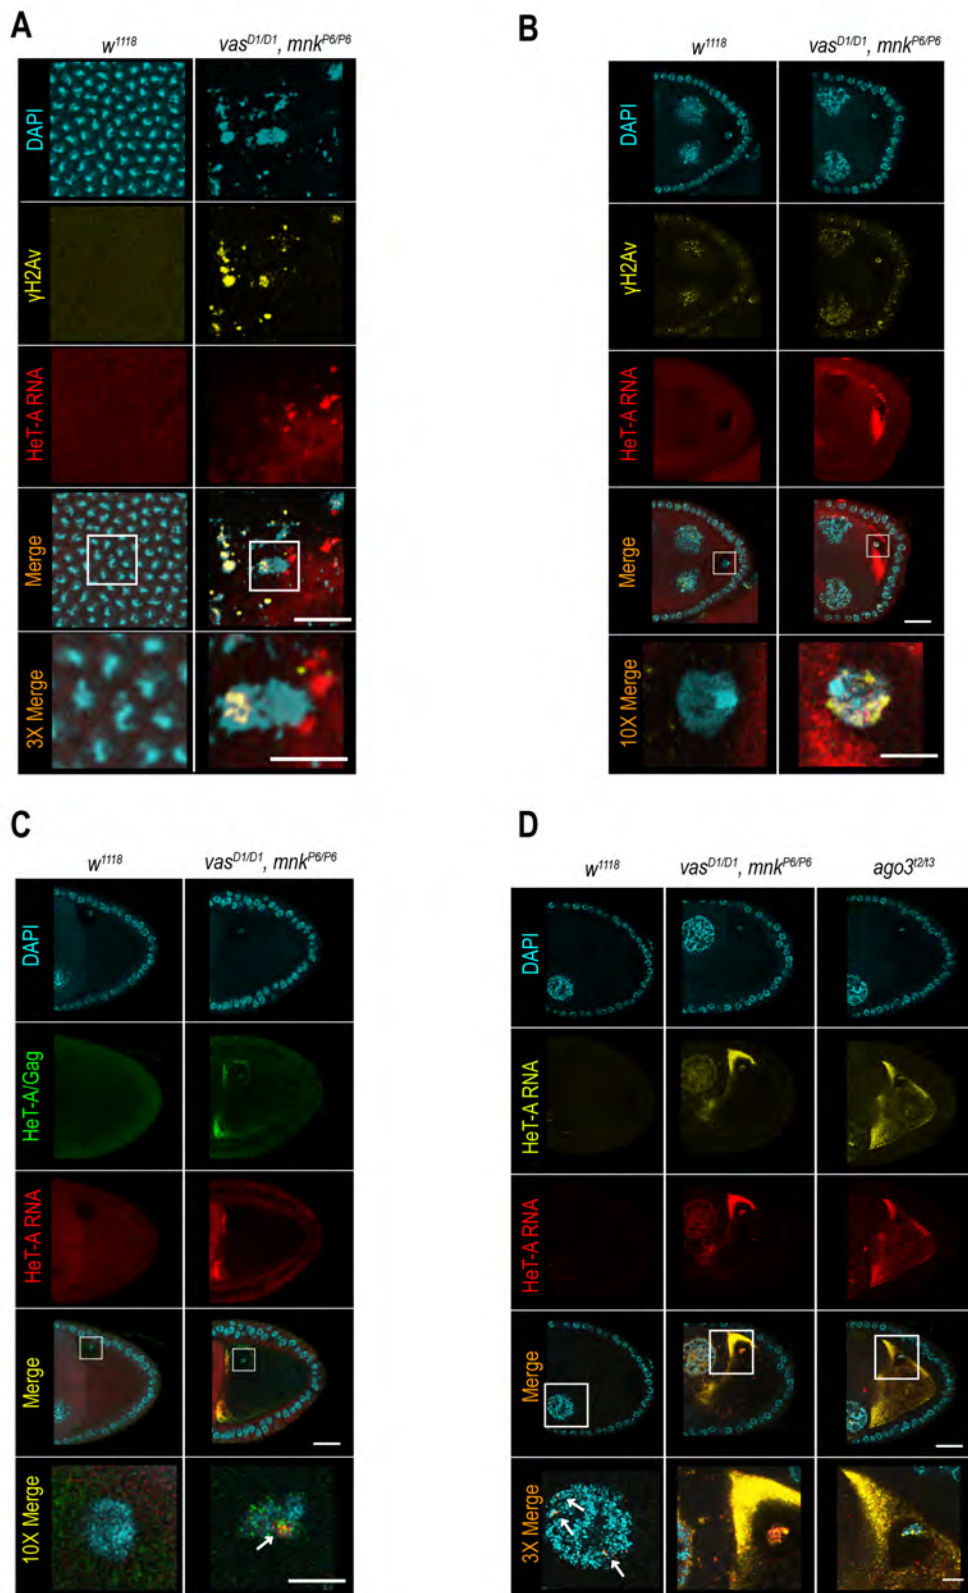 A
w1118 vasD1/D1, mnkP6/P6
DAPI
γH2Av
HeT-A RNA
Merge
3X Merge
B
w1118 vasD1/D1, mnkP6/P6
DAPI
γH2Av
HeT-A RNA
Merge
10X Merge
C
w1118 vasD1/D1, mnkP6/P6
DAPI
HeT-A/Gag
HeT-A RNA
Merge
10X Merge
D
w1118 vasD1/D1, mnkP6/P6 ago3t2/t3
DAPI
HeT-A RNA
HeT-A RNA
Merge
3X Merge